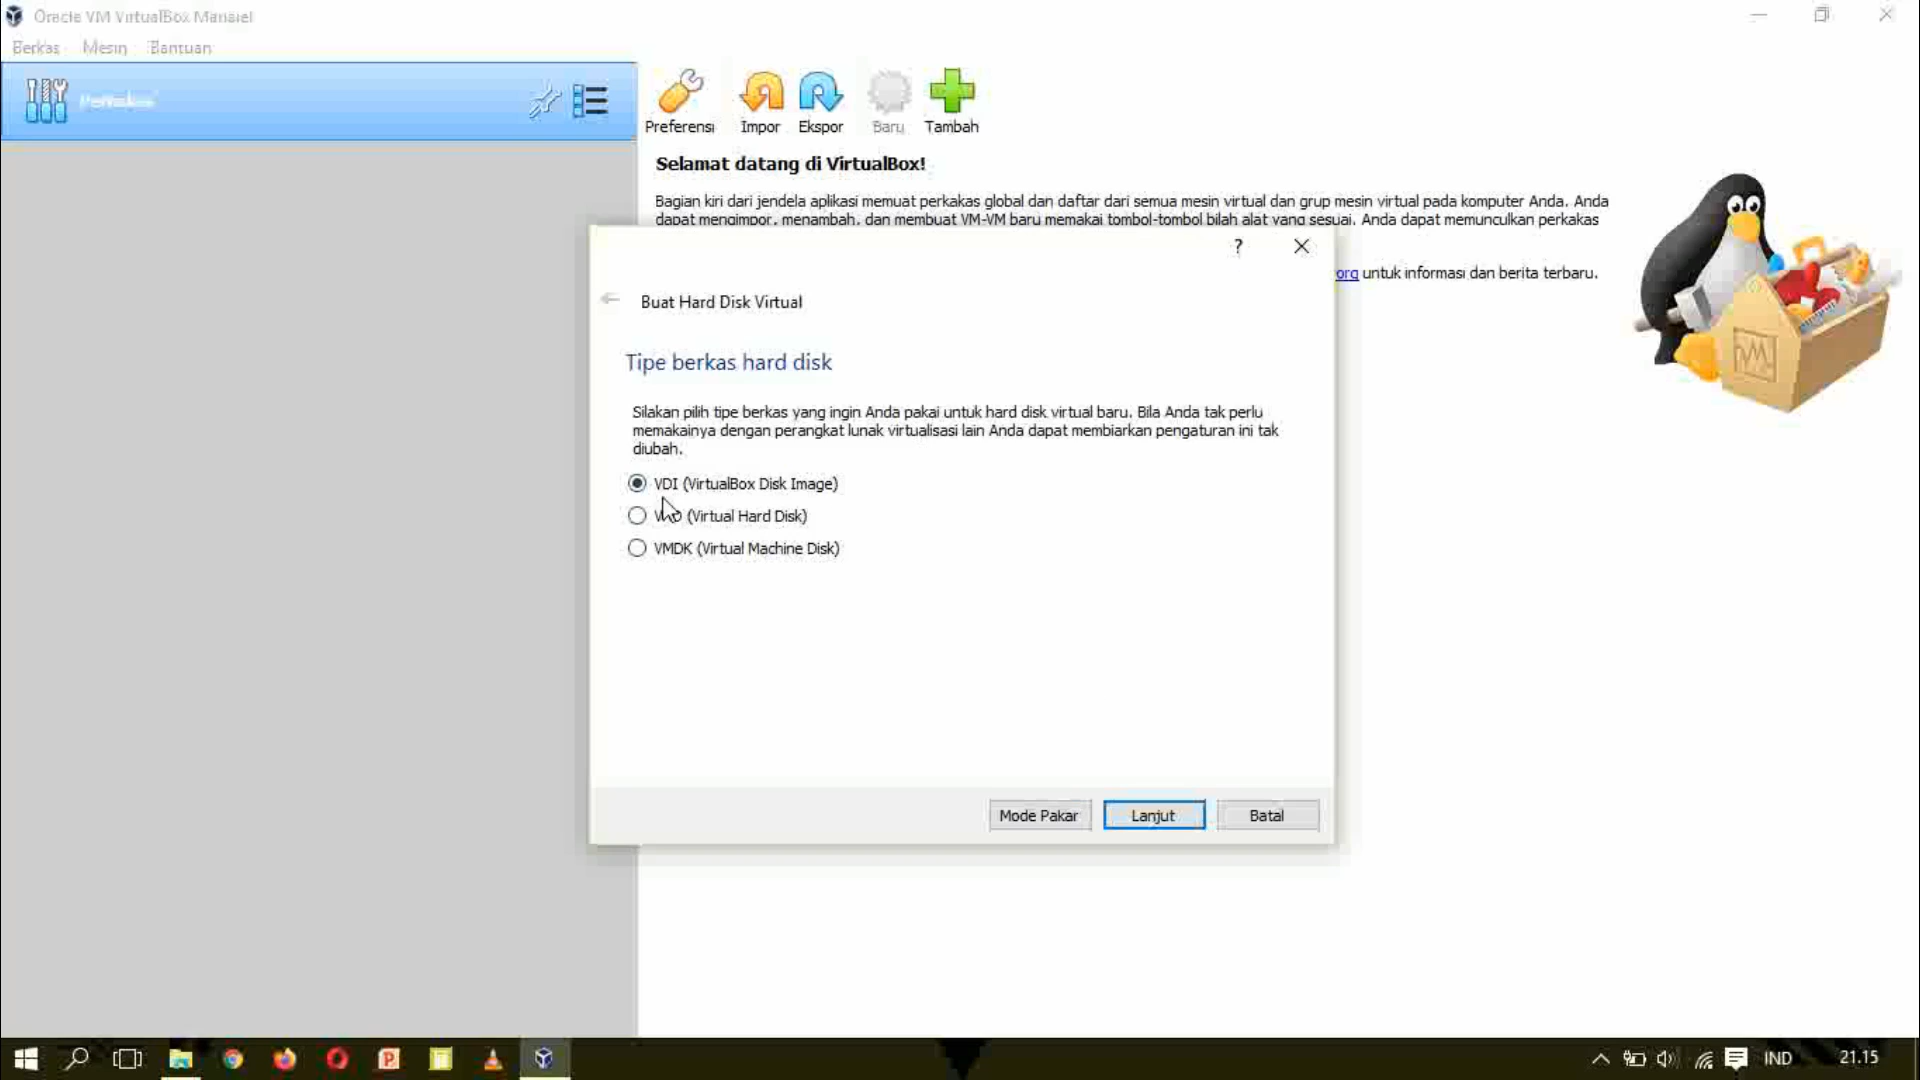 Oracle VM VirtualBox Manajer
Berkas Mesin Bantuan
Perkakas
Preferensi Impor Ekspor Baru Tambah
Selamat datang di VirtualBox!
Bagian kiri dari jendela aplikasi memuat perkakas global dan daftar dari semua mesin virtual dan grup mesin virtual pada komputer Anda. Anda
dapat mengimpor, menambah, dan membuat VM-VM baru memakai tombol-tombol bilah alat yang sesuai. Anda dapat memunculkan perkakas
org untuk informasi dan berita terbaru.
?
Buat Hard Disk Virtual
Tipe berkas hard disk
Silakan pilih tipe berkas yang ingin Anda pakai untuk hard disk virtual baru. Bila Anda tak perlu
memakainya dengan perangkat lunak virtualisasi lain Anda dapat membiarkan pengaturan ini tak
diubah.
VDI (VirtualBox Disk Image)
(Virtual Hard Disk)
VMDK (Virtual Machine Disk)
Mode Pakar Lanjut Batal
IND 21.15